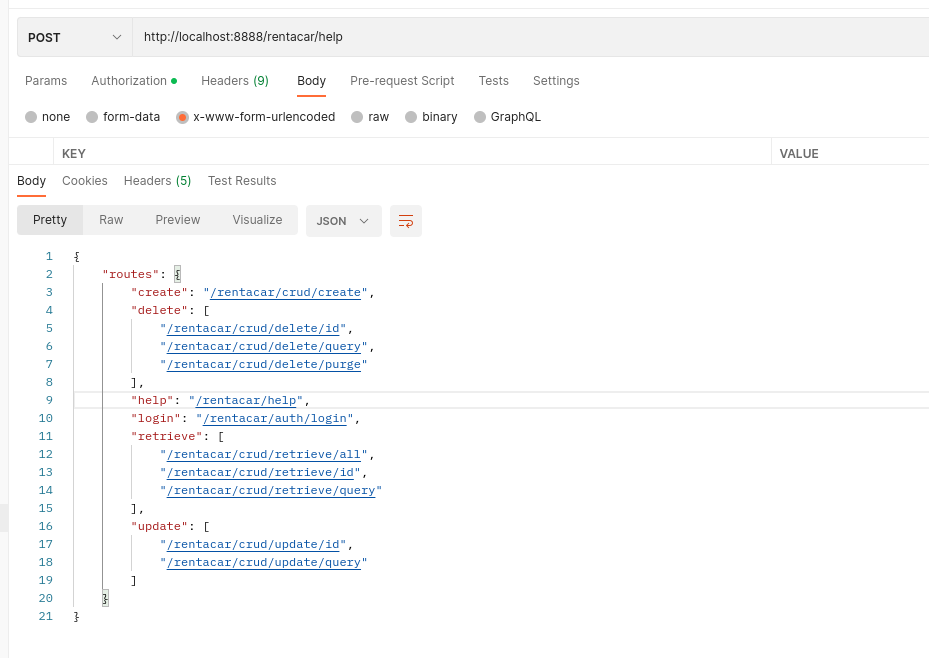 POST http://localhost:8888/rentacar/help
Params Authorization Headers (9) Body Pre-request Script Tests Settings
none form-data x-www-form-urlencoded raw binary GraphQL
KEY VALUE
Body Cookies Headers (5) Test Results
Pretty Raw Preview Visualize JSON
1 {
2 "routes": {
3 "create": "/rentacar/crud/create",
4 "delete": [
5 "/rentacar/crud/delete/id",
6 "/rentacar/crud/delete/query",
7 "/rentacar/crud/delete/purge"
8 ],
9 "help": "/rentacar/help",
10 "login": "/rentacar/auth/login",
11 "retrieve": [
12 "/rentacar/crud/retrieve/all",
13 "/rentacar/crud/retrieve/id",
14 "/rentacar/crud/retrieve/query"
15 ],
16 "update": [
17 "/rentacar/crud/update/id",
18 "/rentacar/crud/update/query"
19 ]
20 }
21 }